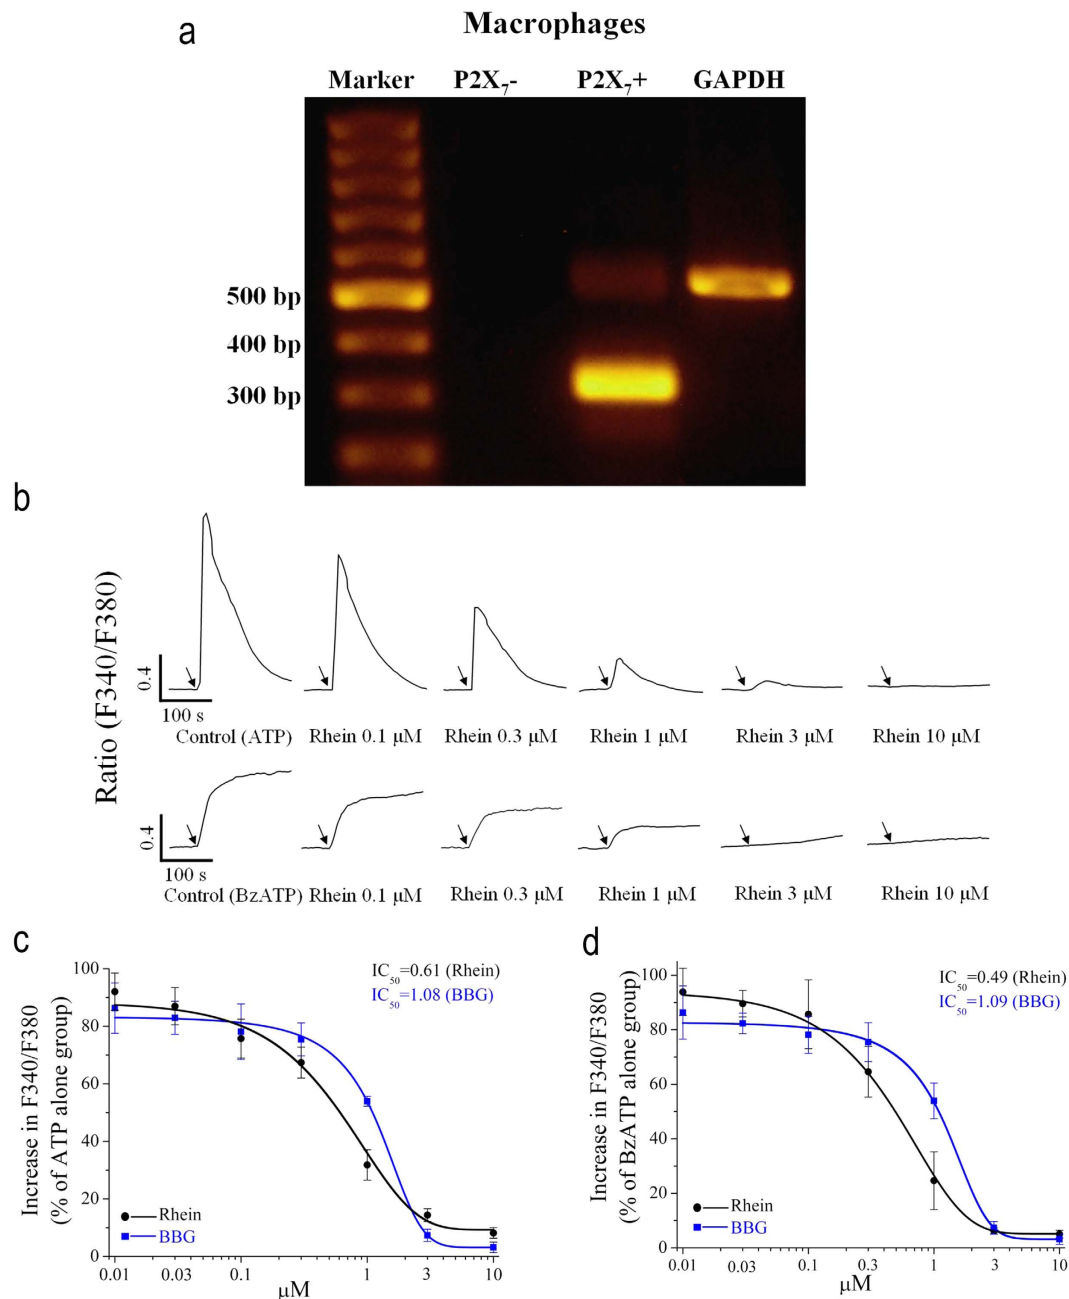 a
Macrophages
Marker P2X₇- P2X₇+ GAPDH
500 bp
400 bp
300 bp
b
Ratio (F340/F380)
0.4
100 s
Control (ATP) Rhein 0.1 μM Rhein 0.3 μM Rhein 1 μM Rhein 3 μM Rhein 10 μM
0.4
100 s
Control (BzATP) Rhein 0.1 μM Rhein 0.3 μM Rhein 1 μM Rhein 3 μM Rhein 10 μM
c
Increase in F340/F380
(% of ATP alone group)
100
80
60
40
20
0
IC₅₀=0.61 (Rhein)
IC₅₀=1.08 (BBG)
Rhein
BBG
0.01 0.03 0.1 1 3 10
μM
d
Increase in F340/F380
(% of BzATP alone group)
100
80
60
40
20
0
IC₅₀=0.49 (Rhein)
IC₅₀=1.09 (BBG)
Rhein
BBG
0.01 0.03 0.1 0.3 1 3 10
μM